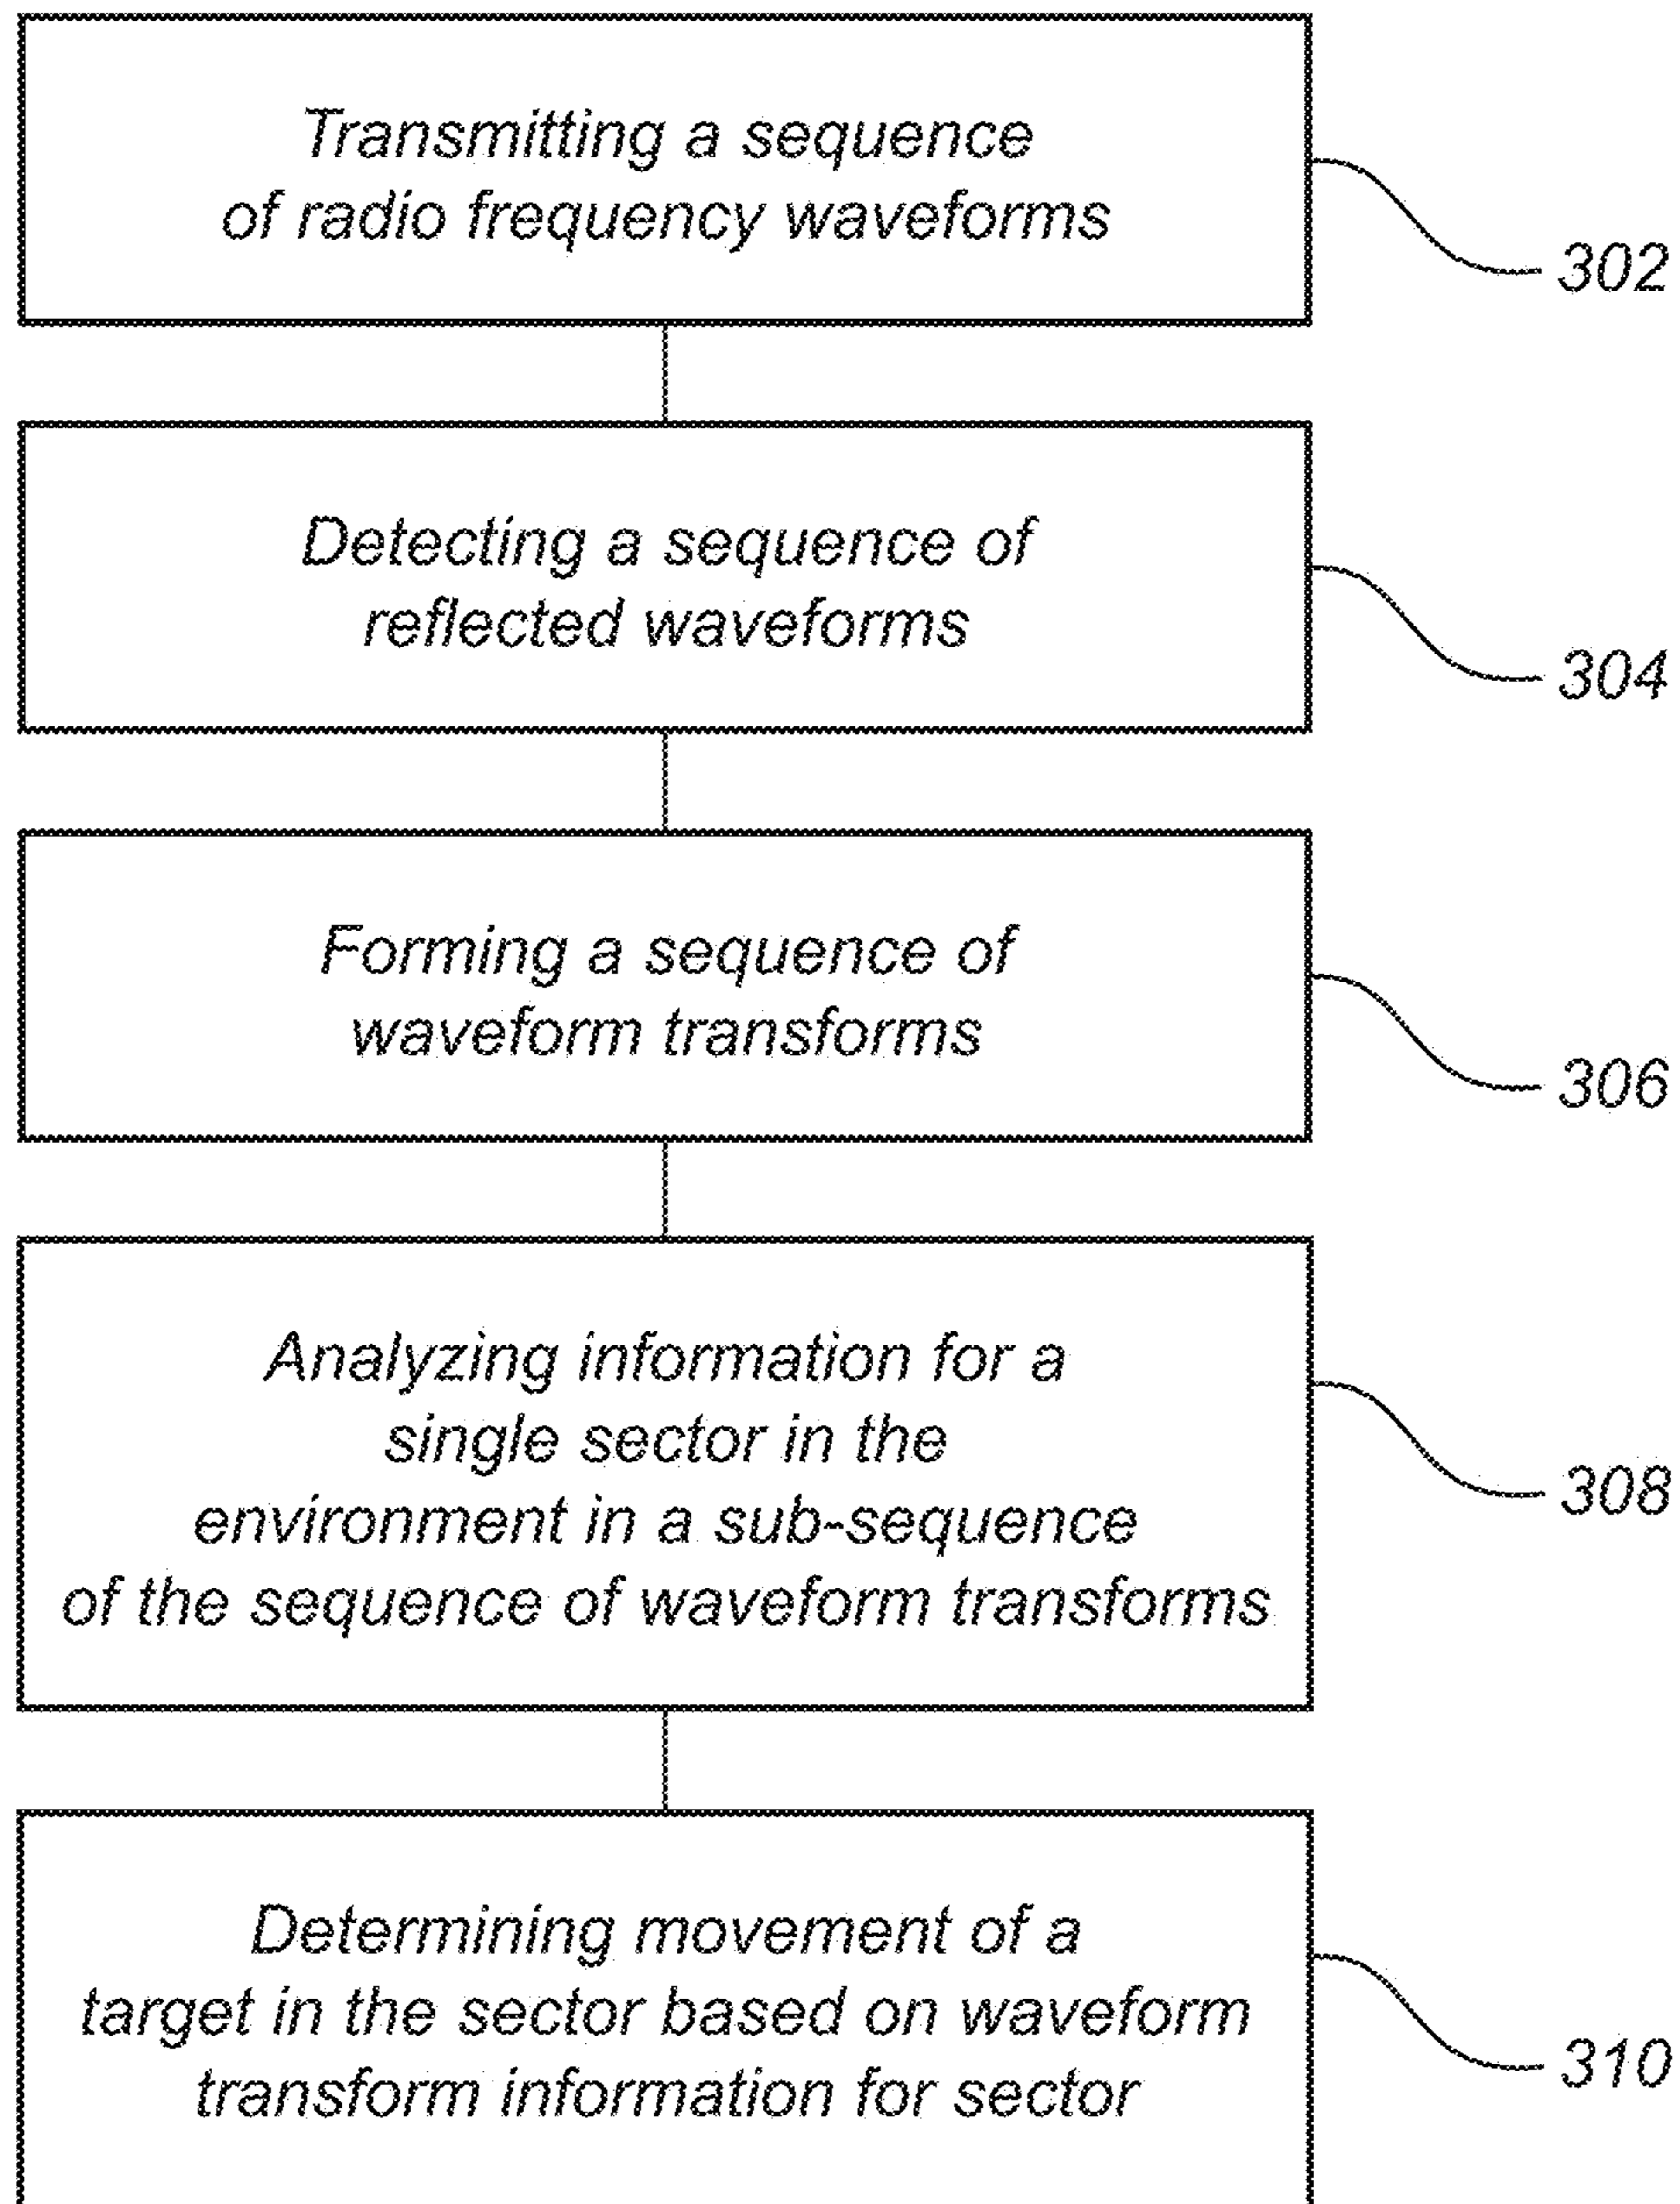 Transmitting a sequence
of radio frequency waveforms
302
Detecting a sequence of
reflected waveforms
304
Forming a sequence of
waveform transforms
306
Analyzing information for a
single sector in the
environment in a sub-sequence
of the sequence of waveform transforms
308
Determining movement of a
target in the sector based on waveform
transform information for sector
310